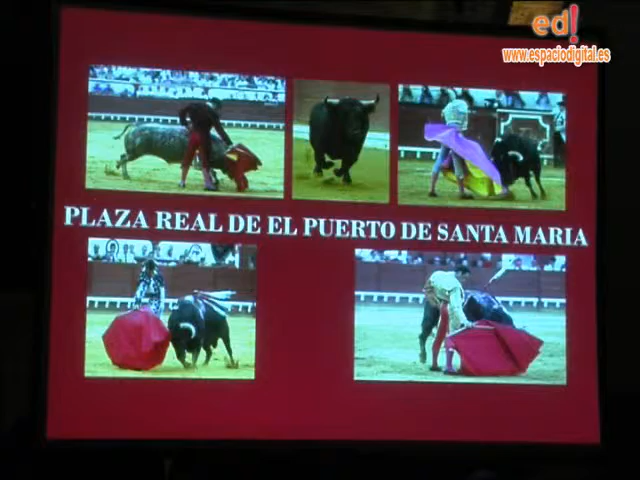 ed!
www.espaciodigital.es
PLAZA REAL DE EL PUERTO DE SANTA MARIA